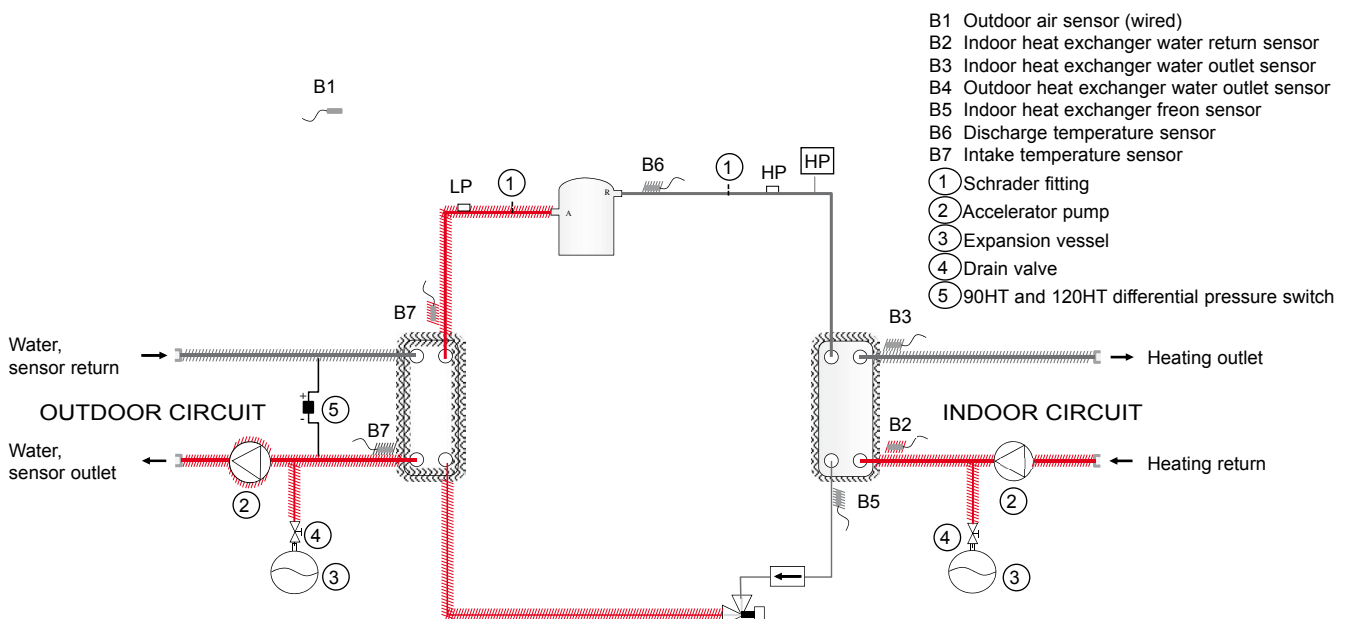 B1 Outdoor air sensor (wired)
B2 Indoor heat exchanger water return sensor
B3 Indoor heat exchanger water outlet sensor
B4 Outdoor heat exchanger water outlet sensor
B5 Indoor heat exchanger freon sensor
B6 Discharge temperature sensor
B7 Intake temperature sensor
1 Schrader fitting
2 Accelerator pump
3 Expansion vessel
4 Drain valve
5 90HT and 120HT differential pressure switch
B1
B6
1
HP
HP
LP
1
R
A
B7
B3
Water,
sensor return
Heating outlet
+
-
5
OUTDOOR CIRCUIT
INDOOR CIRCUIT
B7
B2
Water,
sensor outlet
Heating return
2
2
B5
4
4
3
3